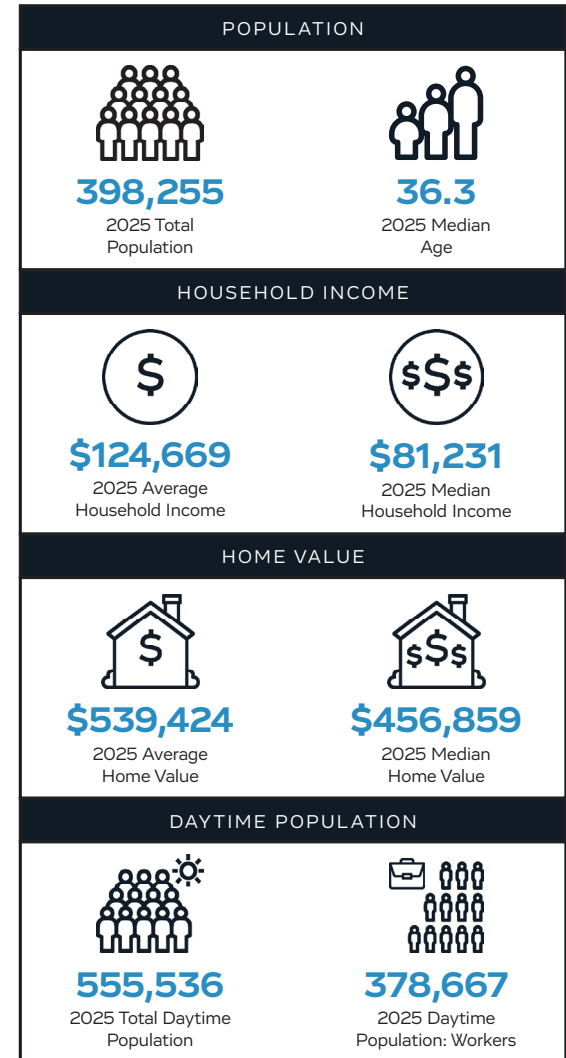 POPULATION
398,255
2025 Total
Population
36.3
2025 Median
Age
HOUSEHOLD INCOME
$
$124,669
2025 Average
Household Income
$$$
$81,231
2025 Median
Household Income
HOME VALUE
$
$539,424
2025 Average
Home Value
$$$
$456,859
2025 Median
Home Value
DAYTIME POPULATION
555,536
2025 Total Daytime
Population
378,667
2025 Daytime
Population: Workers